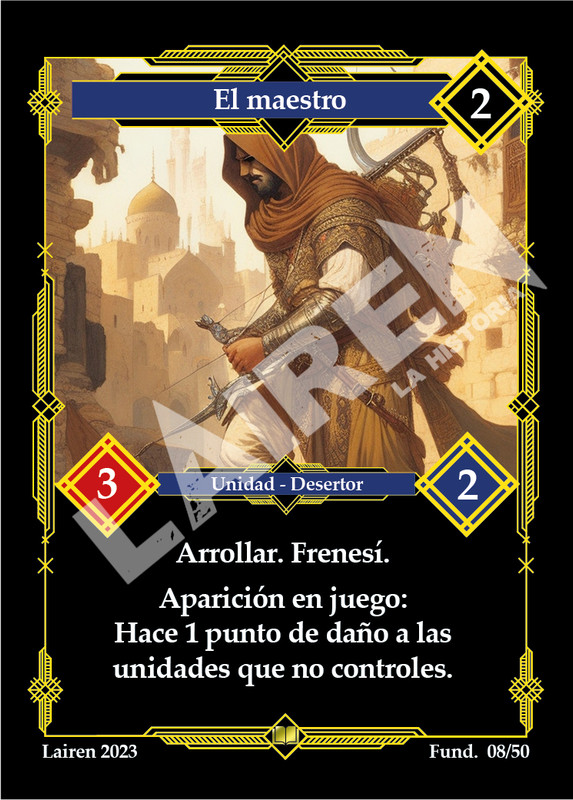 El maestro
2
LAIREN
LA HISTORIA
3
Unidad - Desertor
2
Arrollar. Frenesí.
Aparición en juego:
Hace 1 punto de daño a las
unidades que no controles.
Lairen 2023
Fund. 08/50